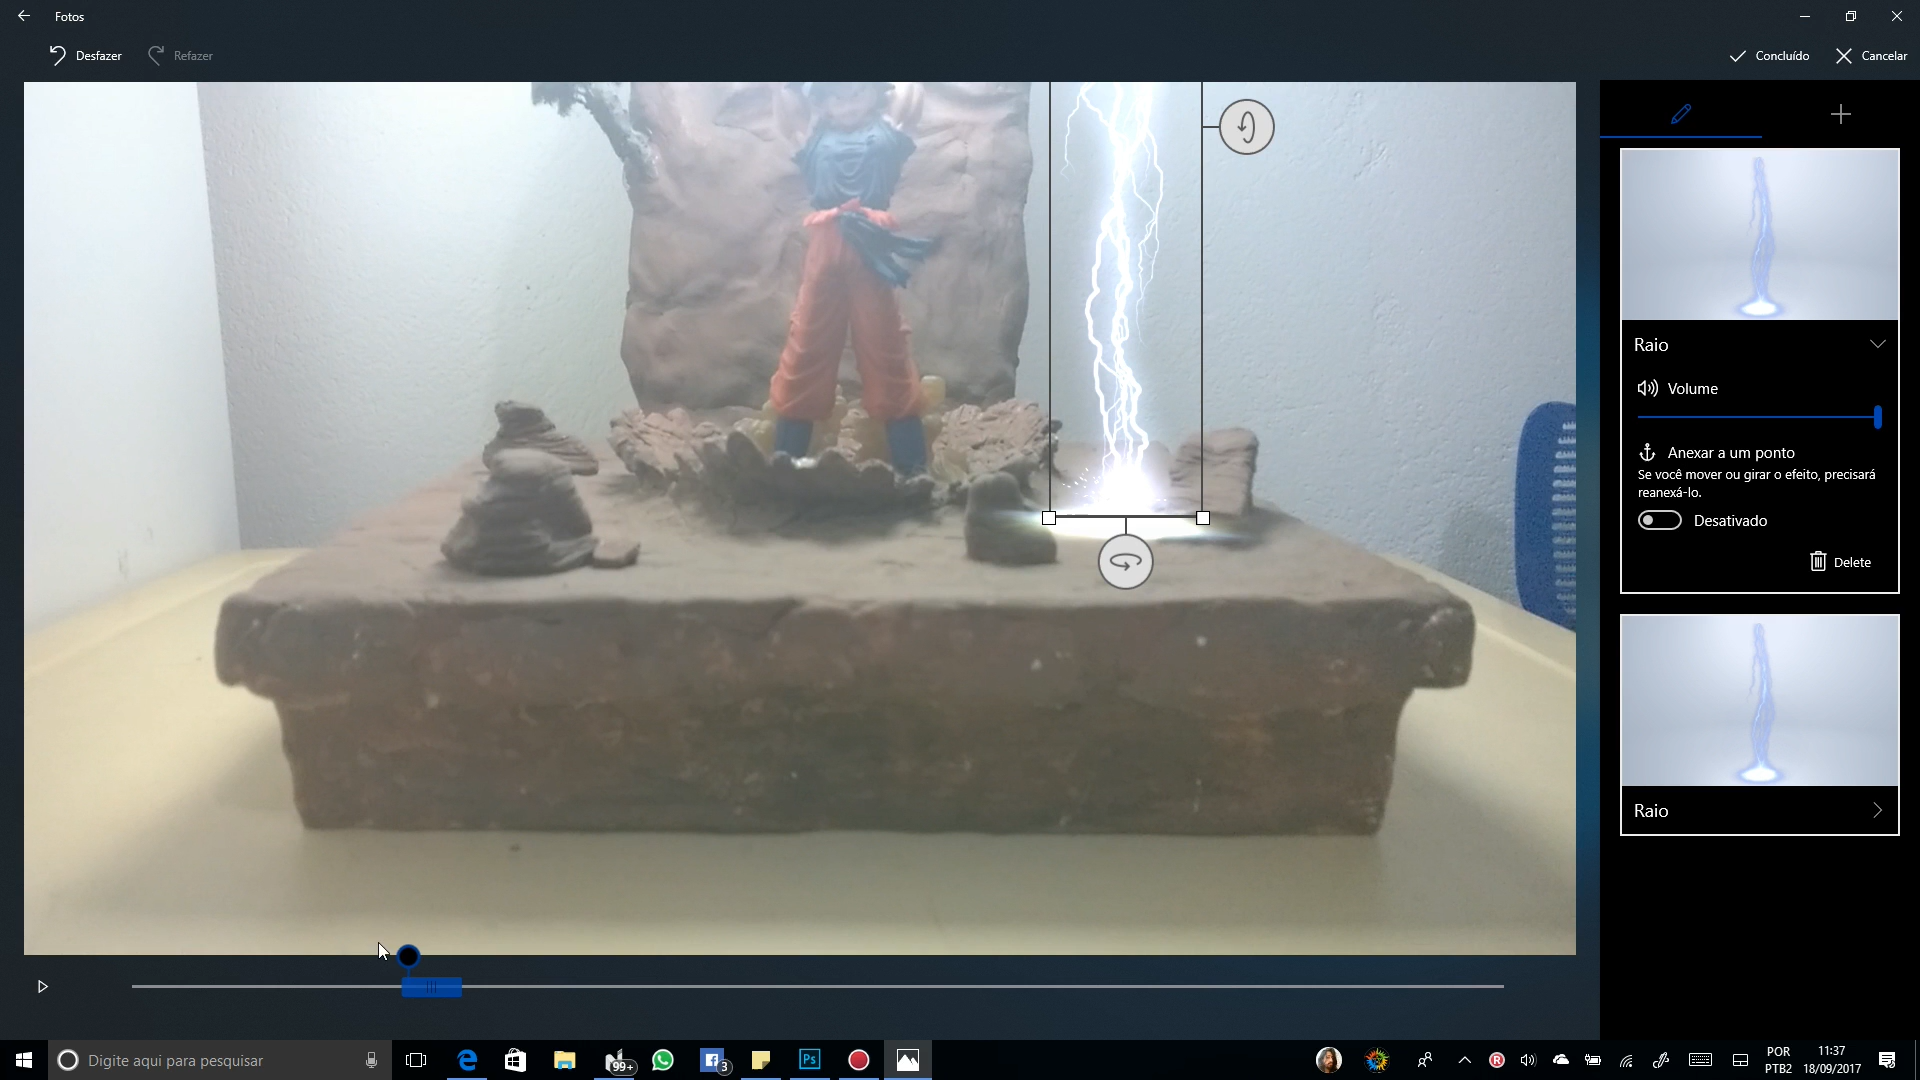 Fotos
Desfazer
Refazer
Concluído
Cancelar
Raio
Volume
Anexar a um ponto
Se você mover ou girar o efeito, precisará
reanexá-lo.
Desativado
Delete
Raio
Digite aqui para pesquisar
99+
3
Ps
R
POR
PTB2
11:37
18/09/2017